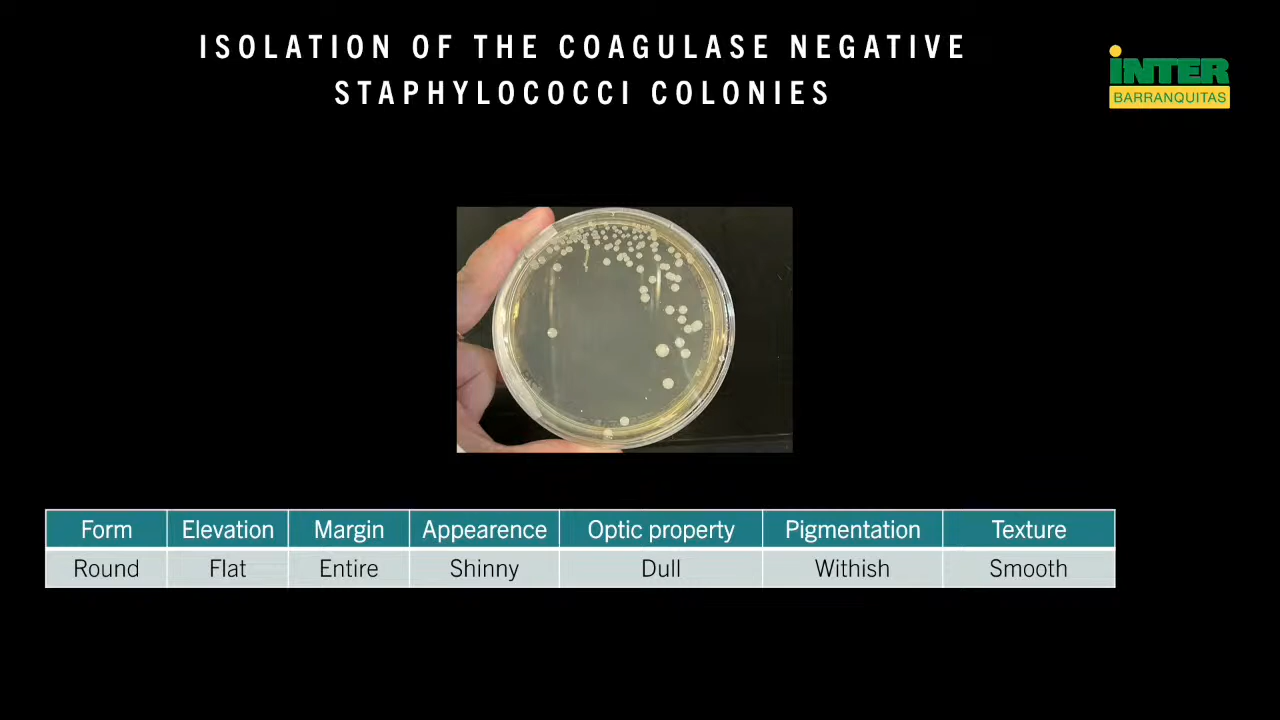 ISOLATION OF THE COAGULASE NEGATIVE
STAPHYLOCOCCI COLONIES
INTER
BARRANQUITAS
Form Elevation Margin Appearence Optic property Pigmentation Texture
Round Flat Entire Shinny Dull Withish Smooth